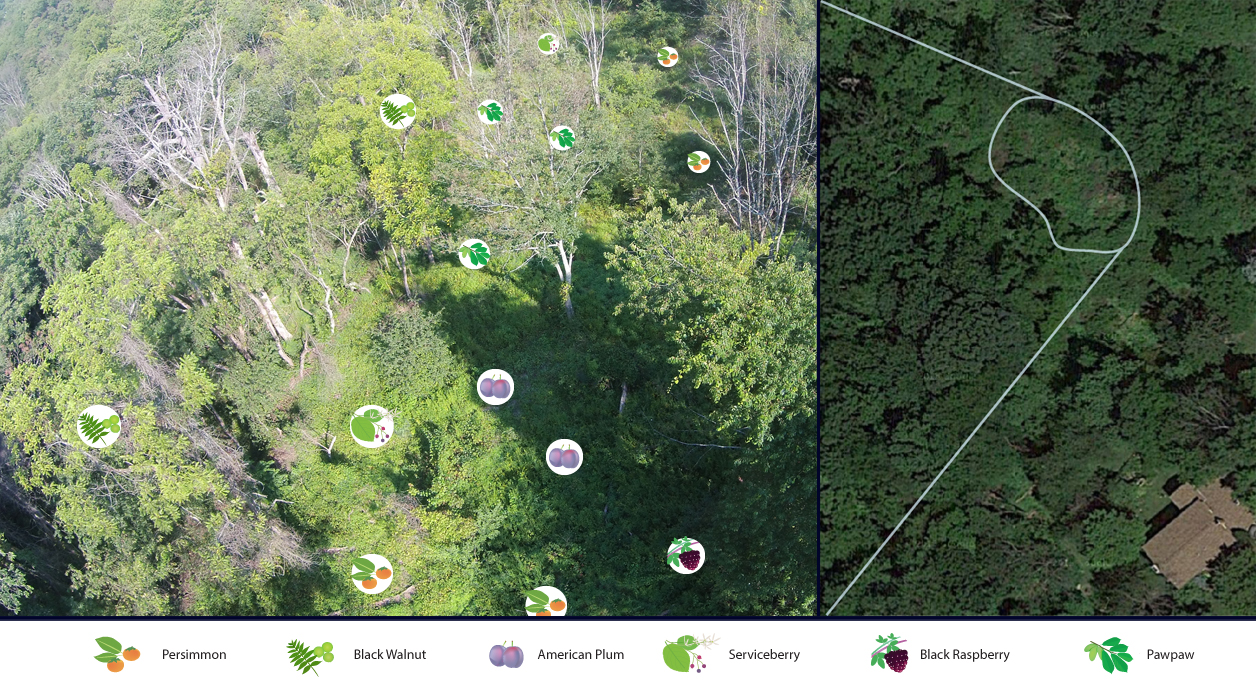 Persimmon
Black Walnut
American Plum
Serviceberry
Black Raspberry
Pawpaw